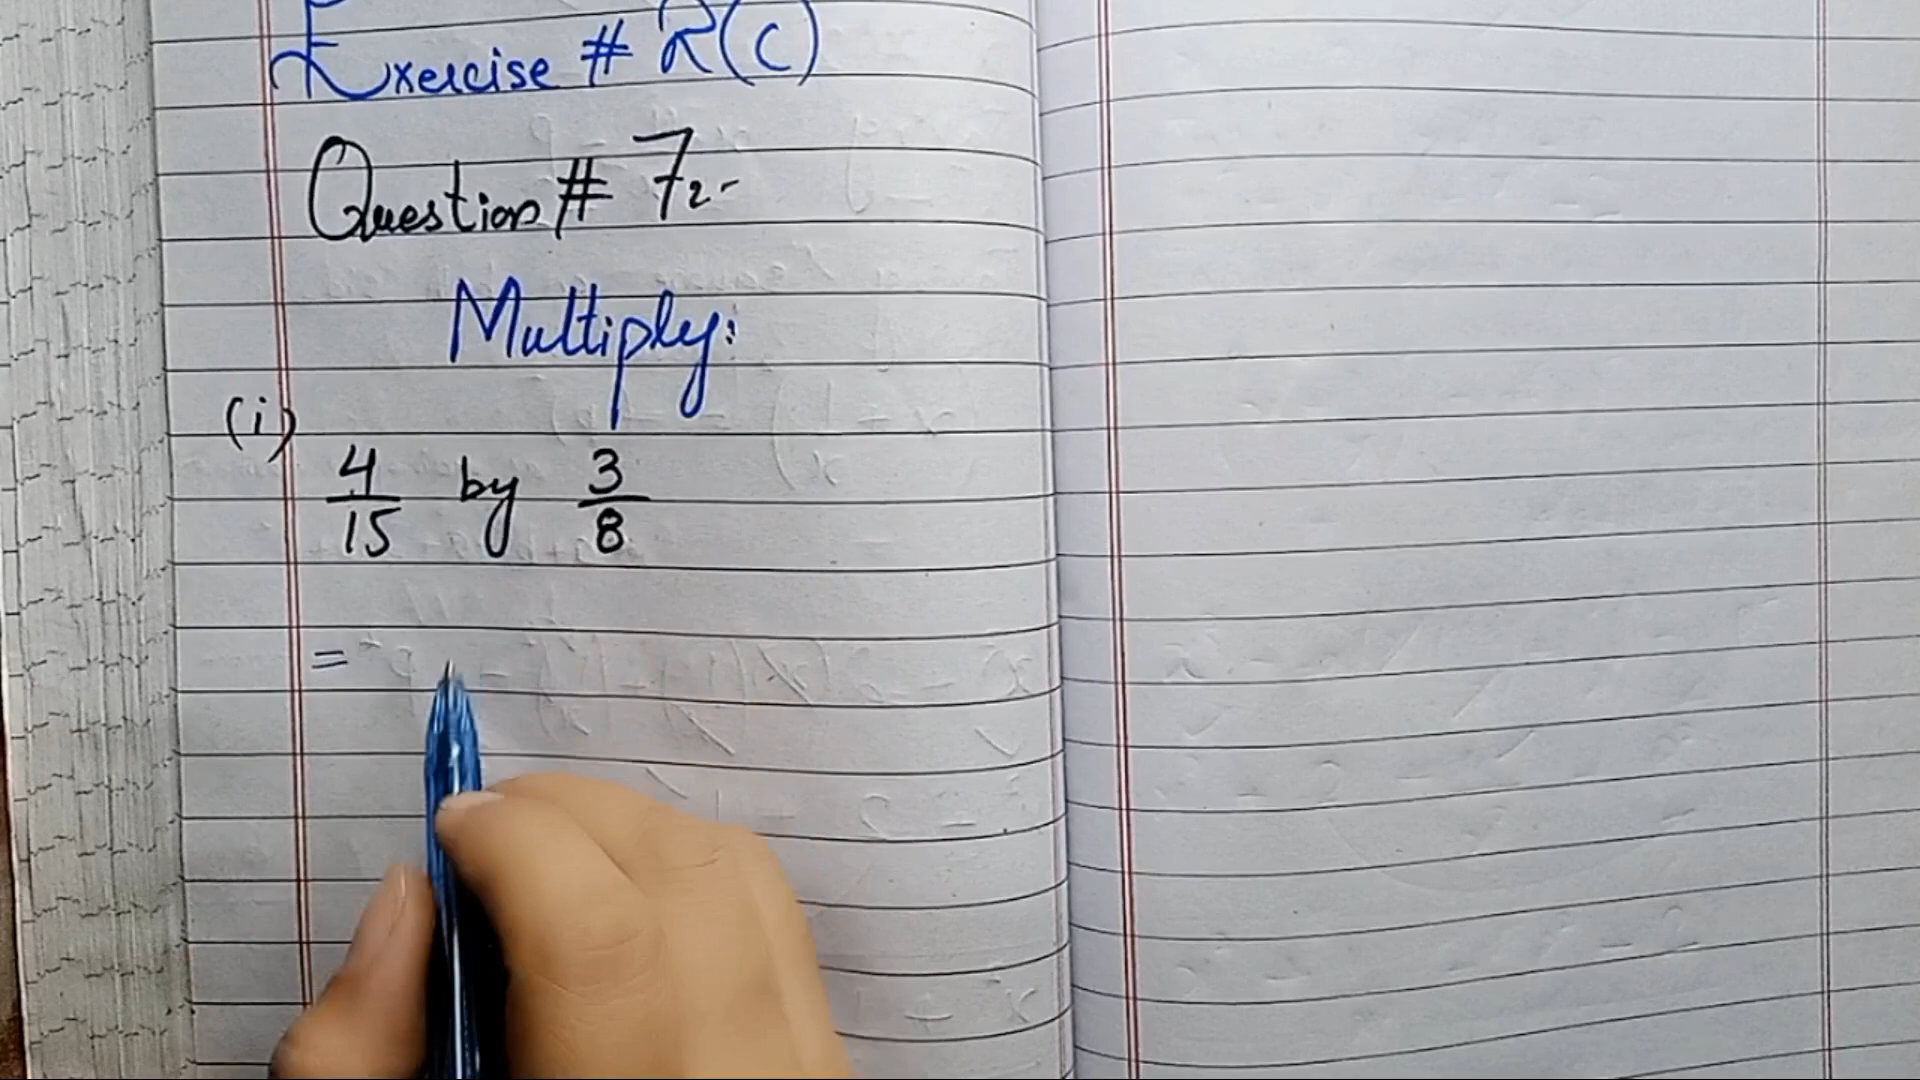 Exercise # 2(C)
Question # 7:-
Multiply:
(i)
4/15 by 3/8
=